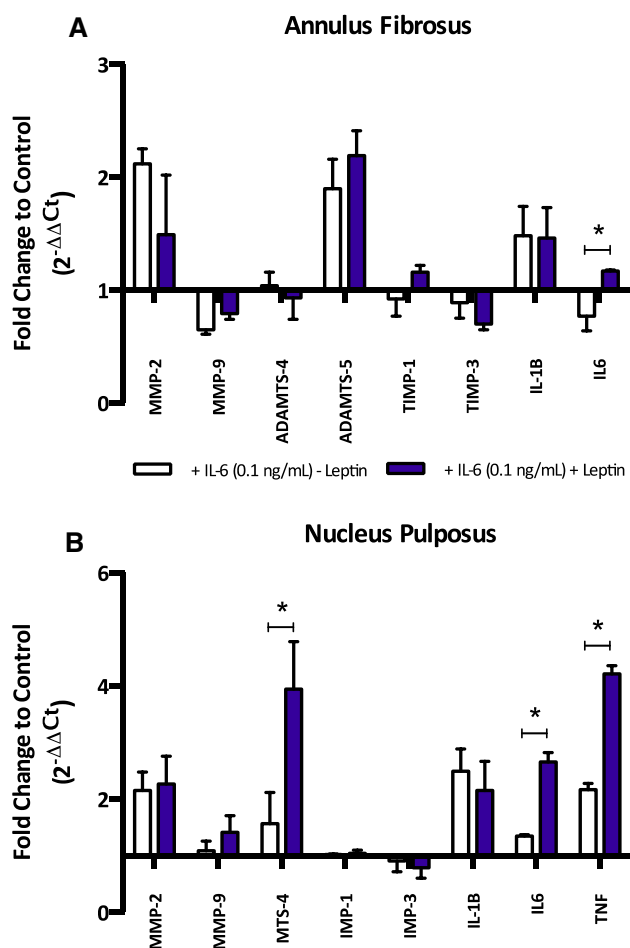 A
Annulus Fibrosus
Fold Change to Control
(2^-ΔΔCt)
3
2
1
0
*
MMP-2
MMP-9
ADAMTS-4
ADAMTS-5
TIMP-1
TIMP-3
IL-1B
IL6
+ IL-6 (0.1 ng/mL) - Leptin
+ IL-6 (0.1 ng/mL) + Leptin
B
Nucleus Pulposus
Fold Change to Control
(2^-ΔΔCt)
6
4
2
0
*
*
*
MMP-2
MMP-9
MTS-4
IMP-1
IMP-3
IL-1B
IL6
TNF